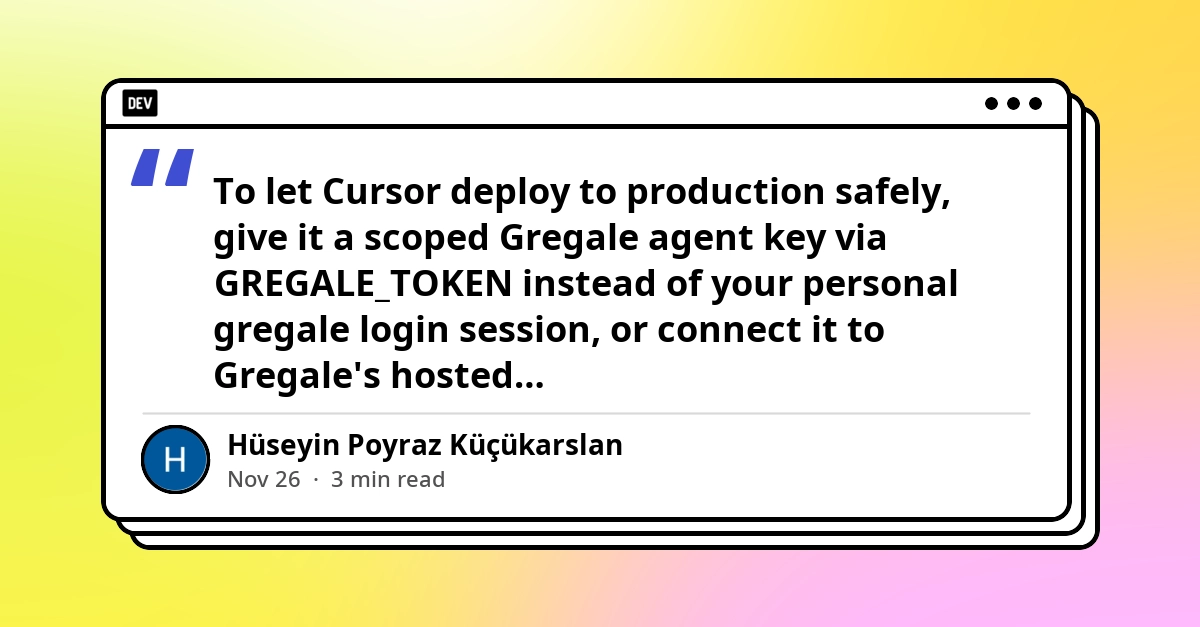 DEV
“
To let Cursor deploy to production safely,
give it a scoped Gregale agent key via
GREGALE_TOKEN instead of your personal
gregale login session, or connect it to
Gregale's hosted...
H
Hüseyin Poyraz Küçükarslan
Nov 26 · 3 min read